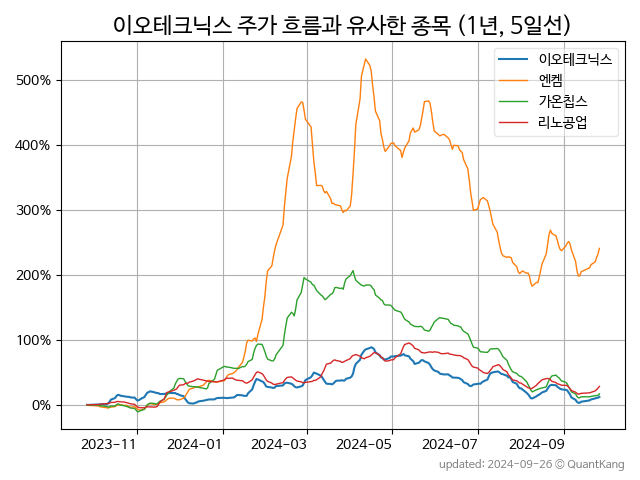 이오테크닉스 주가 흐름과 유사한 종목 (1년, 5일선)
이오테크닉스
엔켐
가온칩스
리노공업
500%
400%
300%
200%
100%
0%
2023-11 2024-01 2024-03 2024-05 2024-07 2024-09
updated: 2024-09-26 © QuantKang